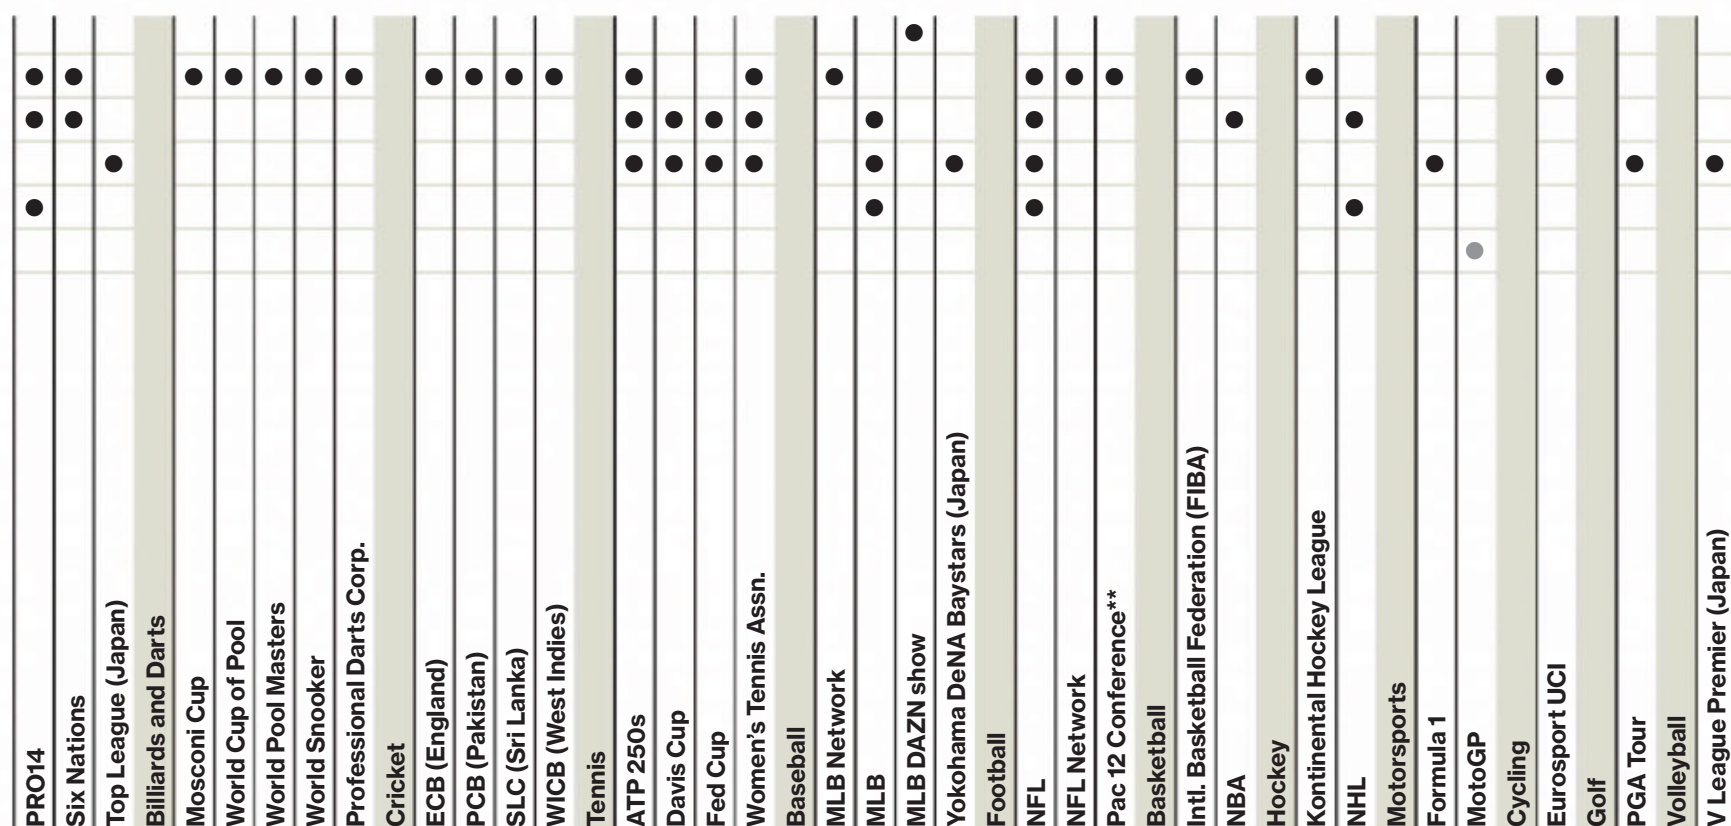 PRO14
Six Nations
Top League (Japan)
Billiards and Darts
Mosconi Cup
World Cup of Pool
World Pool Masters
World Snooker
Professional Darts Corp.
Cricket
ECB (England)
PCB (Pakistan)
SLC (Sri Lanka)
WICB (West Indies)
Tennis
ATP 250s
Davis Cup
Fed Cup
Women's Tennis Assn.
Baseball
MLB Network
MLB
MLB DAZN show
Yokohama DeNA Baystars (Japan)
Football
NFL
NFL Network
Pac 12 Conference**
Basketball
Intl. Basketball Federation (FIBA)
NBA
Hockey
Kontinental Hockey League
NHL
Motorsports
Formula 1
MotoGP
Cycling
Eurosport UCI
Golf
PGA Tour
Volleyball
V League Premier (Japan)